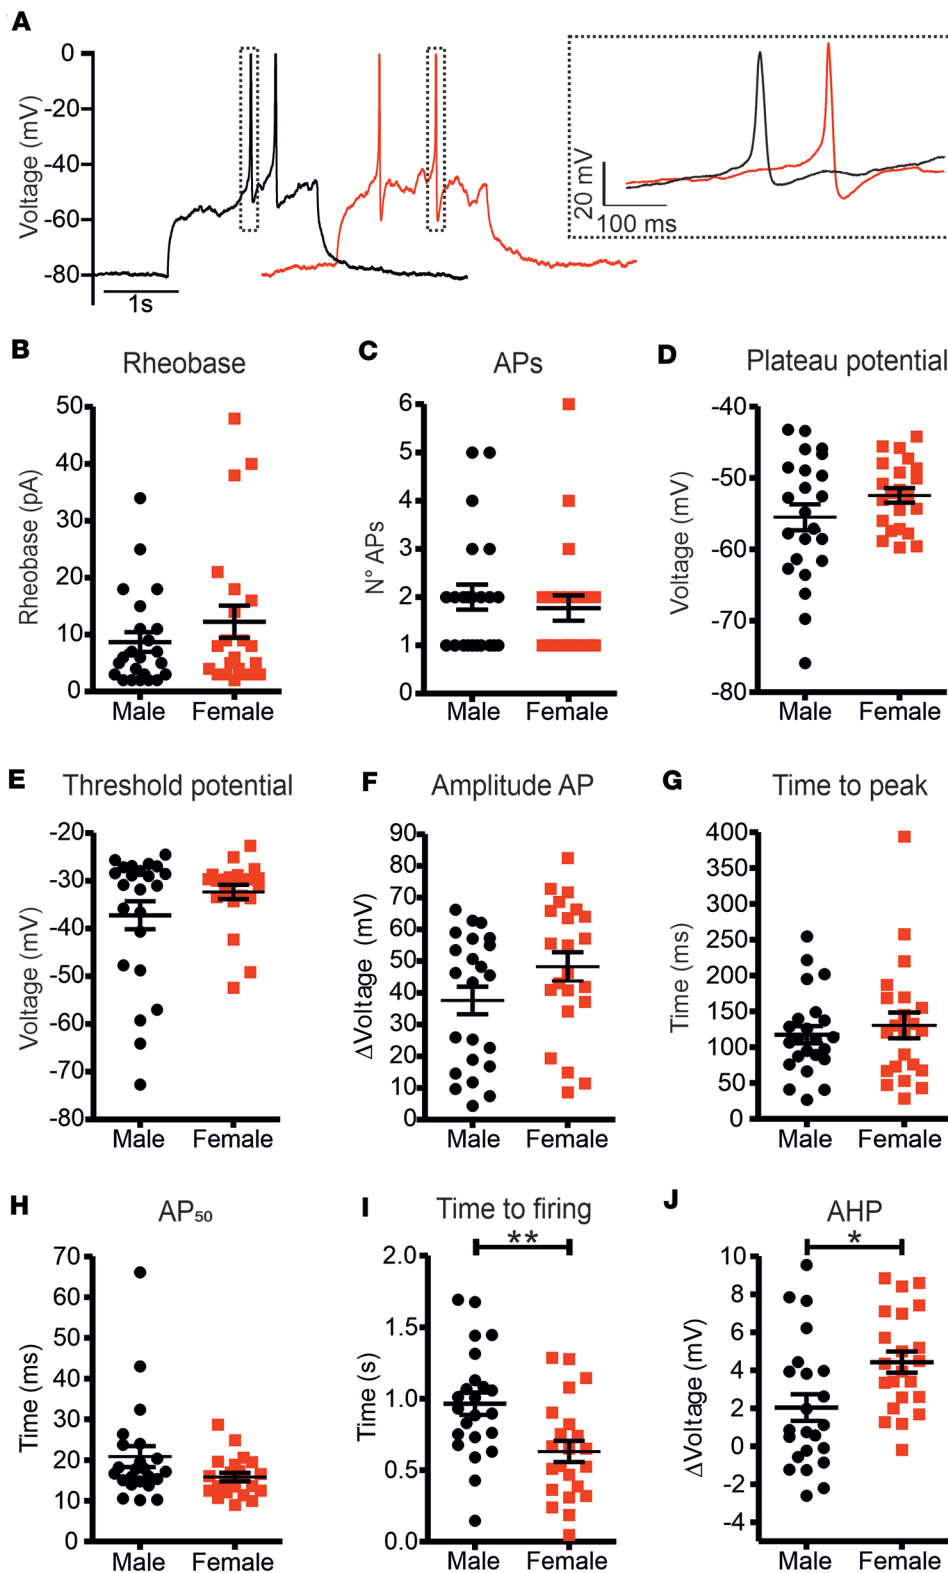 A
Voltage (mV)
0
-20
-40
-60
-80
1s
20 mV
100 ms
B
Rheobase
Rheobase (pA)
50
40
30
20
10
0
Male
Female
C
APs
N° APs
6
5
4
3
2
1
0
Male
Female
D
Plateau potential
Voltage (mV)
-40
-50
-60
-70
-80
Male
Female
E
Threshold potential
Voltage (mV)
-20
-30
-40
-50
-60
-70
-80
Male
Female
F
Amplitude AP
ΔVoltage (mV)
90
80
70
60
50
40
30
20
10
0
Male
Female
G
Time to peak
Time (ms)
400
350
300
250
200
150
100
50
0
Male
Female
H
AP₅₀
Time (ms)
70
60
50
40
30
20
10
0
Male
Female
I
Time to firing
**
Time (s)
2.0
1.5
1.0
0.5
0.0
Male
Female
J
AHP
*
ΔVoltage (mV)
10
8
6
4
2
0
-2
-4
Male
Female